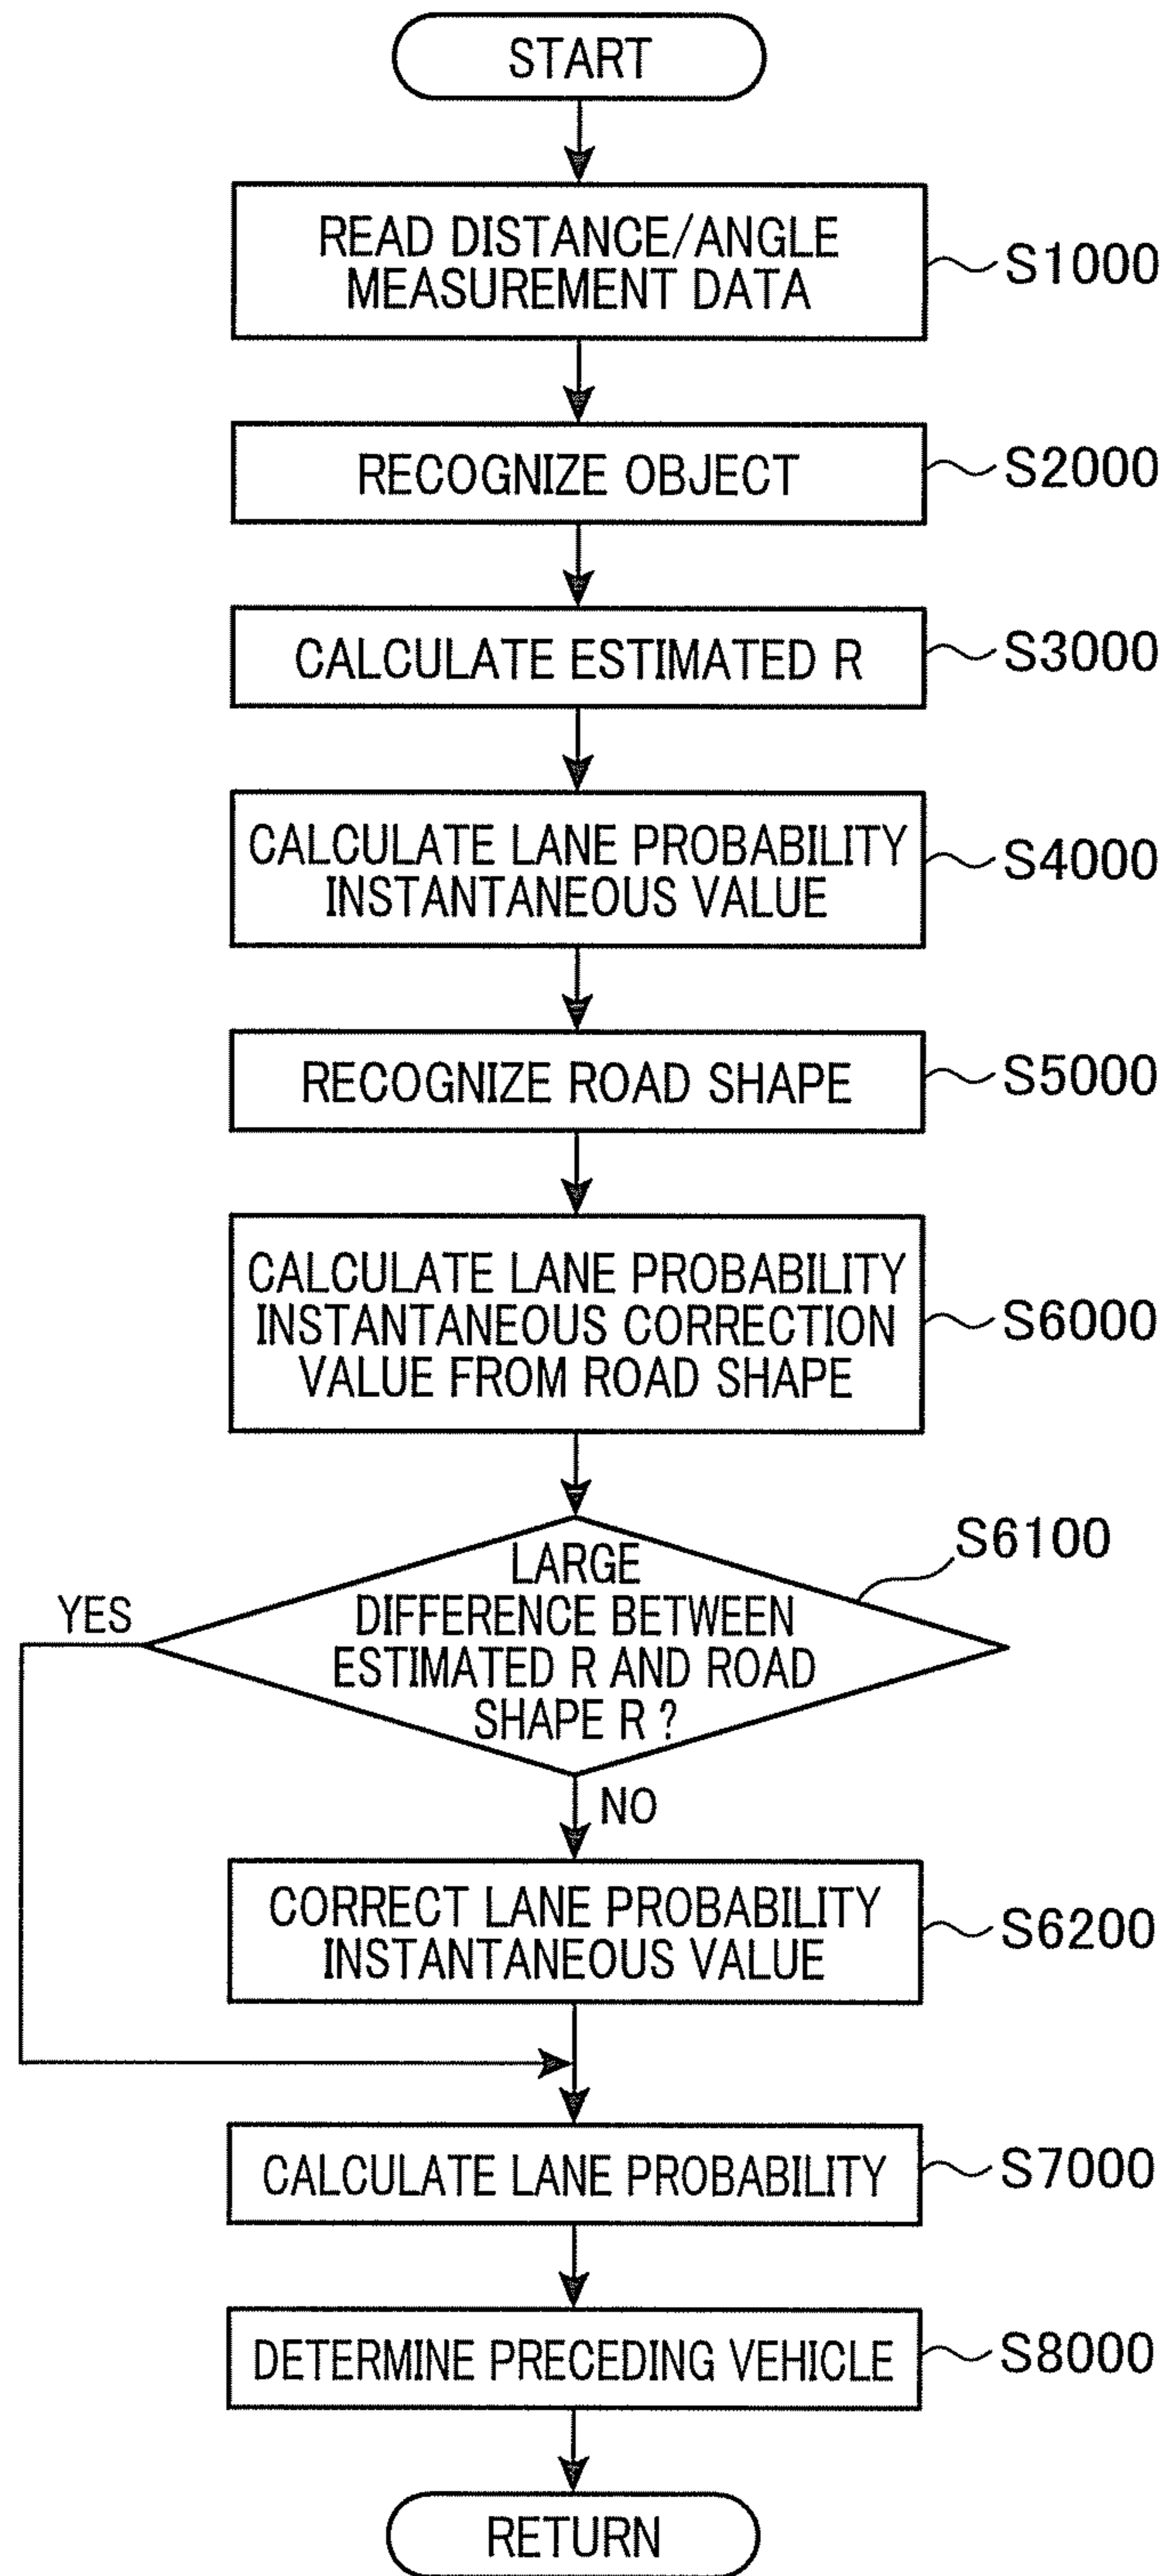 START
READ DISTANCE/ANGLE
MEASUREMENT DATA
S1000
RECOGNIZE OBJECT
S2000
CALCULATE ESTIMATED R
S3000
CALCULATE LANE PROBABILITY
INSTANTANEOUS VALUE
S4000
RECOGNIZE ROAD SHAPE
S5000
CALCULATE LANE PROBABILITY
INSTANTANEOUS CORRECTION
VALUE FROM ROAD SHAPE
S6000
S6100
LARGE
DIFFERENCE BETWEEN
ESTIMATED R AND ROAD
SHAPE R ?
YES
NO
CORRECT LANE PROBABILITY
INSTANTANEOUS VALUE
S6200
CALCULATE LANE PROBABILITY
S7000
DETERMINE PRECEDING VEHICLE
S8000
RETURN